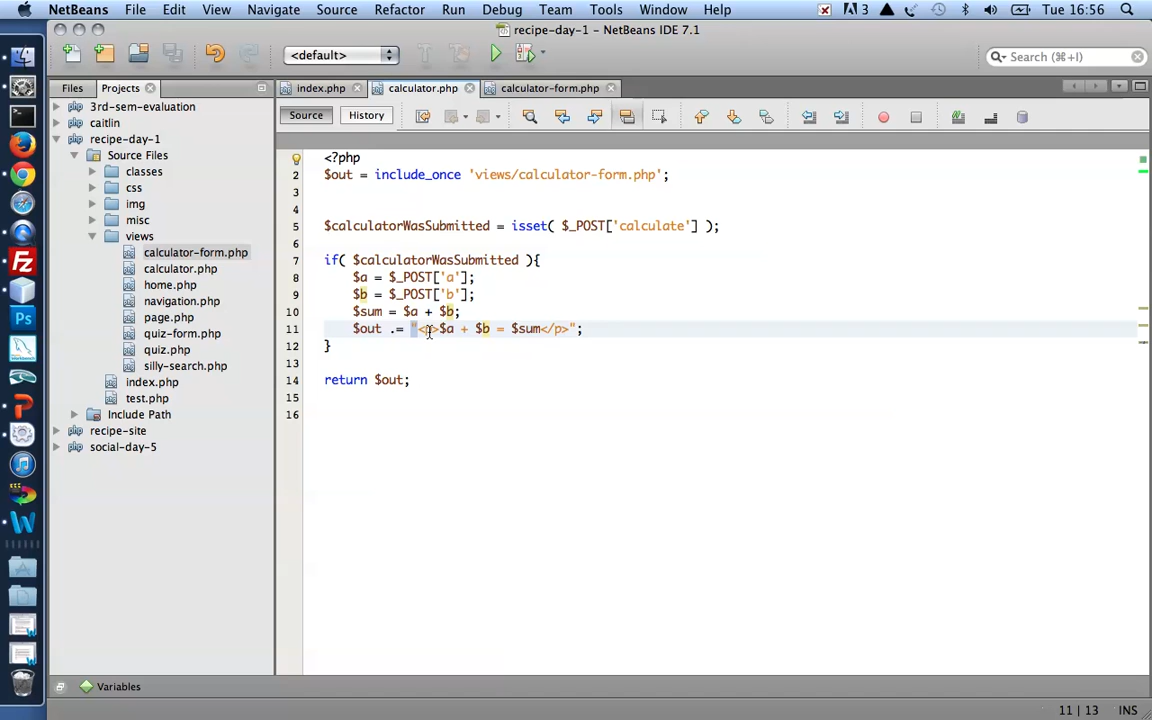 NetBeans File Edit View Navigate Source Refactor Run Debug Team Tools Window Help 3 Tue 16:56
recipe-day-1 – NetBeans IDE 7.1
<default> Search (⌘+I)
Files Projects index.php calculator.php calculator-form.php
Source History
3rd-sem-evaluation
caitlin
recipe-day-1
Source Files
classes
css
img
misc
views
calculator-form.php
calculator.php
home.php
navigation.php
page.php
quiz-form.php
quiz.php
silly-search.php
index.php
test.php
Include Path
recipe-site
social-day-5
<?php
2 $out = include_once 'views/calculator-form.php';
3
4
5 $calculatorWasSubmitted = isset( $_POST['calculate'] );
6
7 if( $calculatorWasSubmitted ){
8 $a = $_POST['a'];
9 $b = $_POST['b'];
10 $sum = $a + $b;
11 $out .= "<p>$a + $b = $sum</p>";
12 }
13
14 return $out;
15
16
Variables
11 | 13 INS